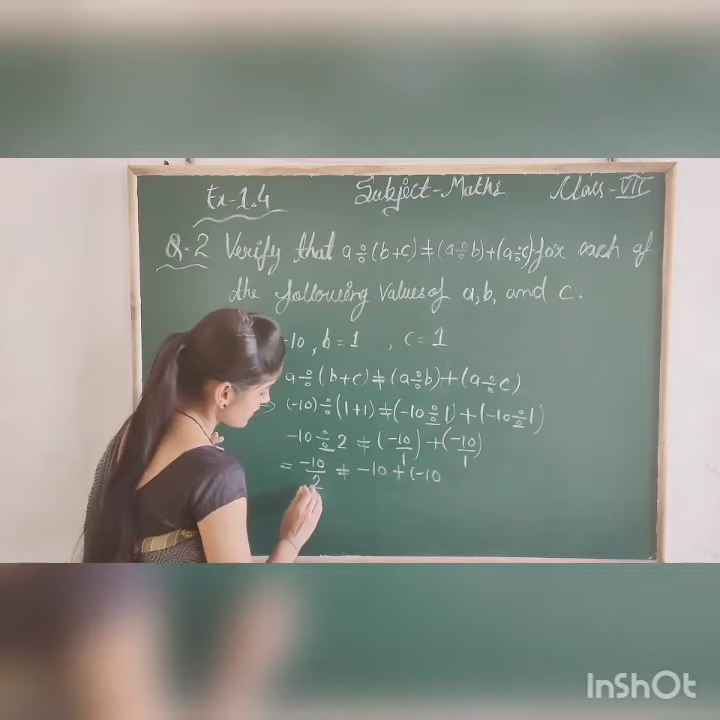 Ex-1.4 Subject-Maths Class-VII
Q.2 Verify that a÷(b+c)≠(a÷b)+(a÷c) for each of
the following values of a, b, and c.
-10, b=1, c=1
a÷(b+c)≠(a÷b)+(a÷c)
⇒ (-10)÷(1+1)≠(-10÷1)+(-10÷1)
-10÷2≠(-10/1)+(-10/1)
= -10/2 ≠ -10+(-10
InShOt